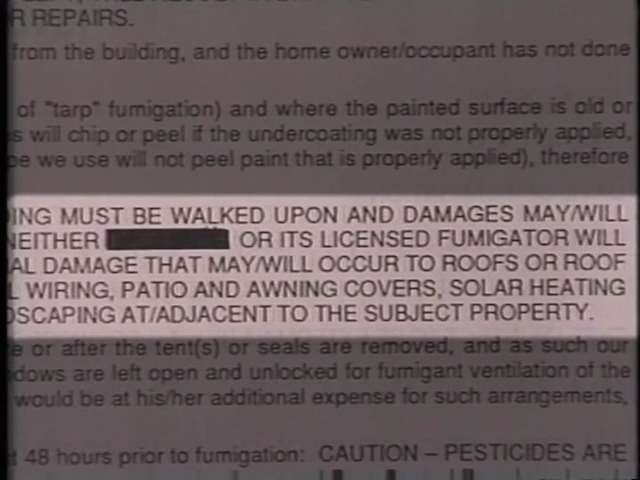 R REPAIRS.
from the building, and the home owner/occupant has not done
of "tarp" fumigation) and where the painted surface is old or
s will chip or peel if the undercoating was not properly applied,
pe we use will not peel paint that is properly applied), therefore
ING MUST BE WALKED UPON AND DAMAGES MAY/WILL
NEITHER OR ITS LICENSED FUMIGATOR WILL
AL DAMAGE THAT MAY/WILL OCCUR TO ROOFS OR ROOF
L WIRING, PATIO AND AWNING COVERS, SOLAR HEATING
DSCAPING AT/ADJACENT TO THE SUBJECT PROPERTY.
e or after the tent(s) or seals are removed, and as such our
dows are left open and unlocked for fumigant ventilation of the
would be at his/her additional expense for such arrangements,
t 48 hours prior to fumigation: CAUTION – PESTICIDES ARE